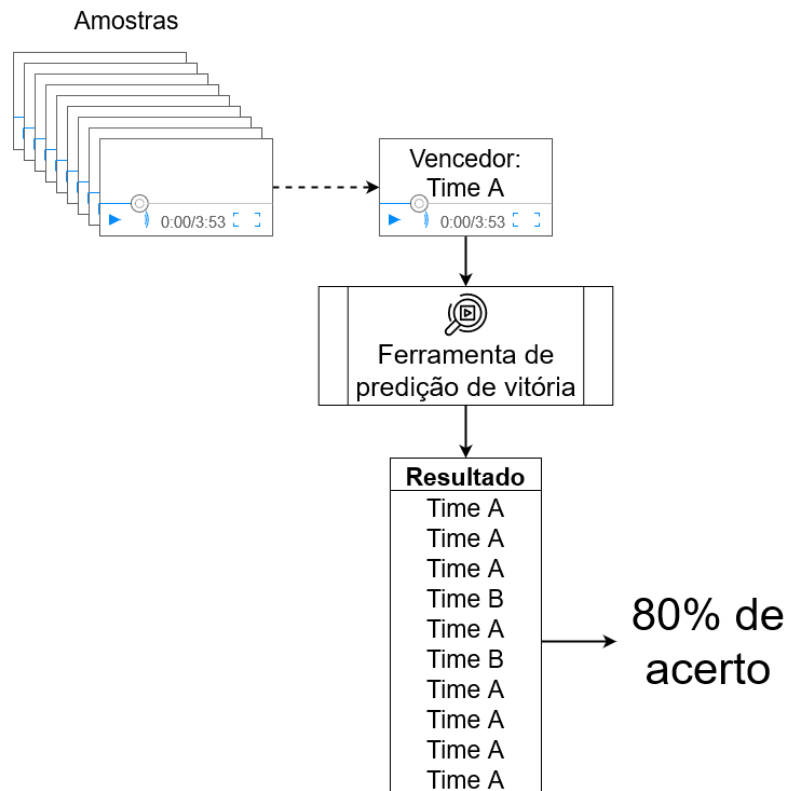 Amostras
Vencedor:
Time A
0:00/3:53
0:00/3:53
Ferramenta de
predição de vitória
Resultado
Time A
Time A
Time A
Time B
Time A
Time B
Time A
Time A
Time A
Time A
80% de
acerto